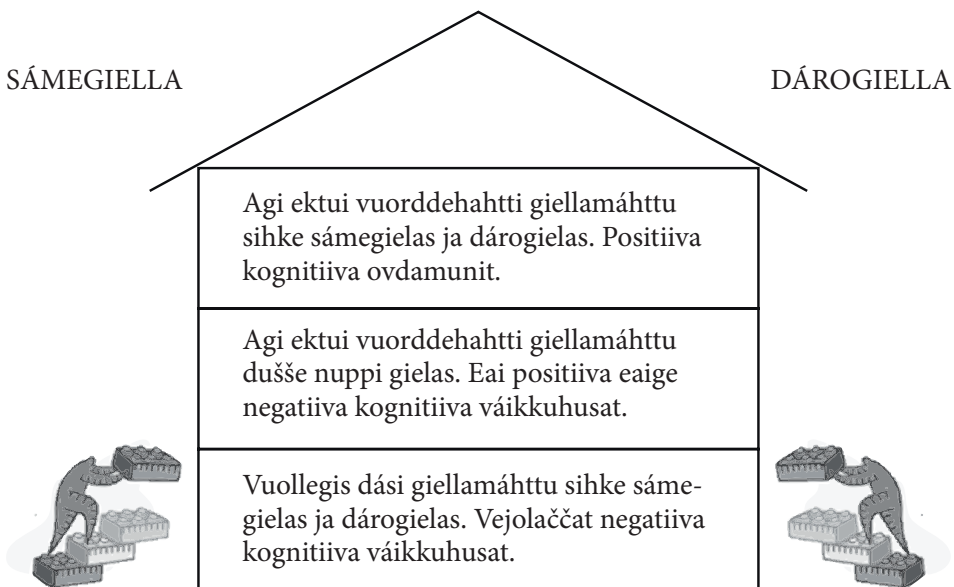 SÁMEGIELLA
DÁROGIELLA
Agi ektui vuorddehahtti giellamáhttu
sihke sámegielas ja dárogielas. Positiiva
kognitiiva ovdamunit.
Agi ektui vuorddehahtti giellamáhttu
dušše nuppi gielas. Eai positiiva eaige
negatiiva kognitiiva váikkuhusat.
Vuollegis dási giellamáhttu sihke sáme-
gielas ja dárogielas. Vejolaččat negatiiva
kognitiiva váikkuhusat.